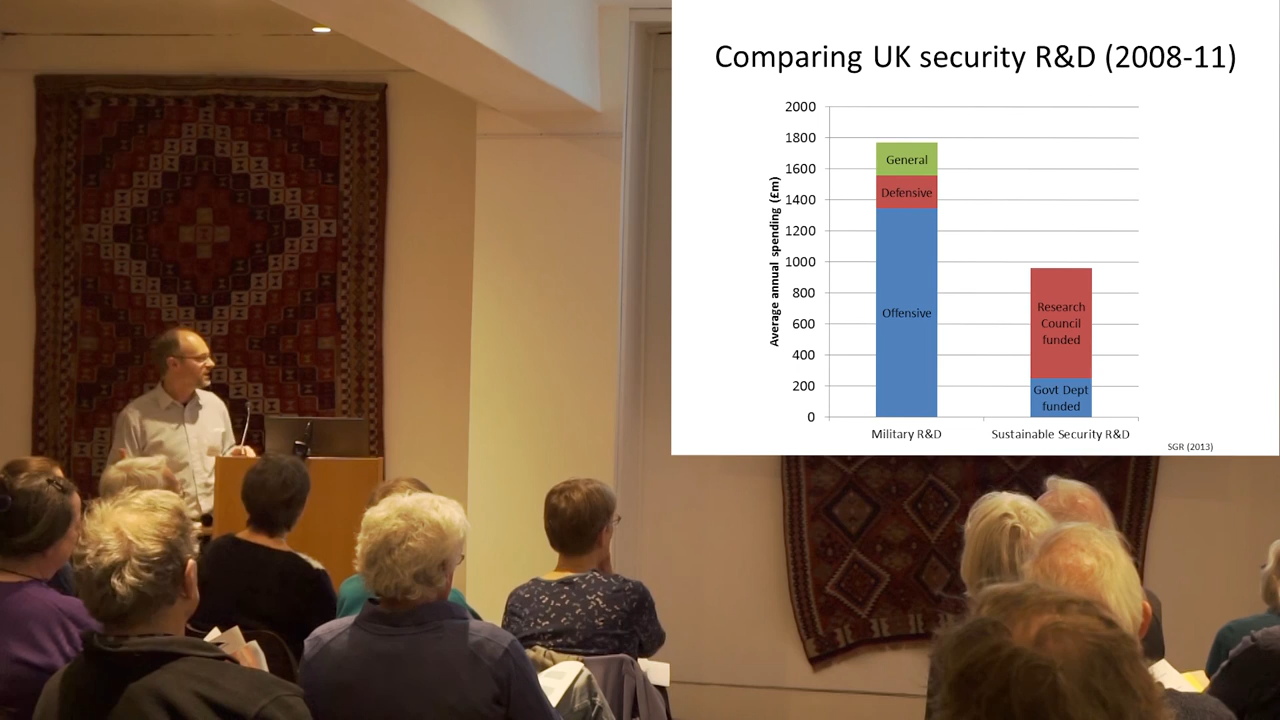 Comparing UK security R&D (2008-11)
Average annual spending (£m)
2000
1800
1600
1400
1200
1000
800
600
400
200
0
General
Defensive
Offensive
Research
Council
funded
Govt Dept
funded
Military R&D
Sustainable Security R&D
SGR (2013)